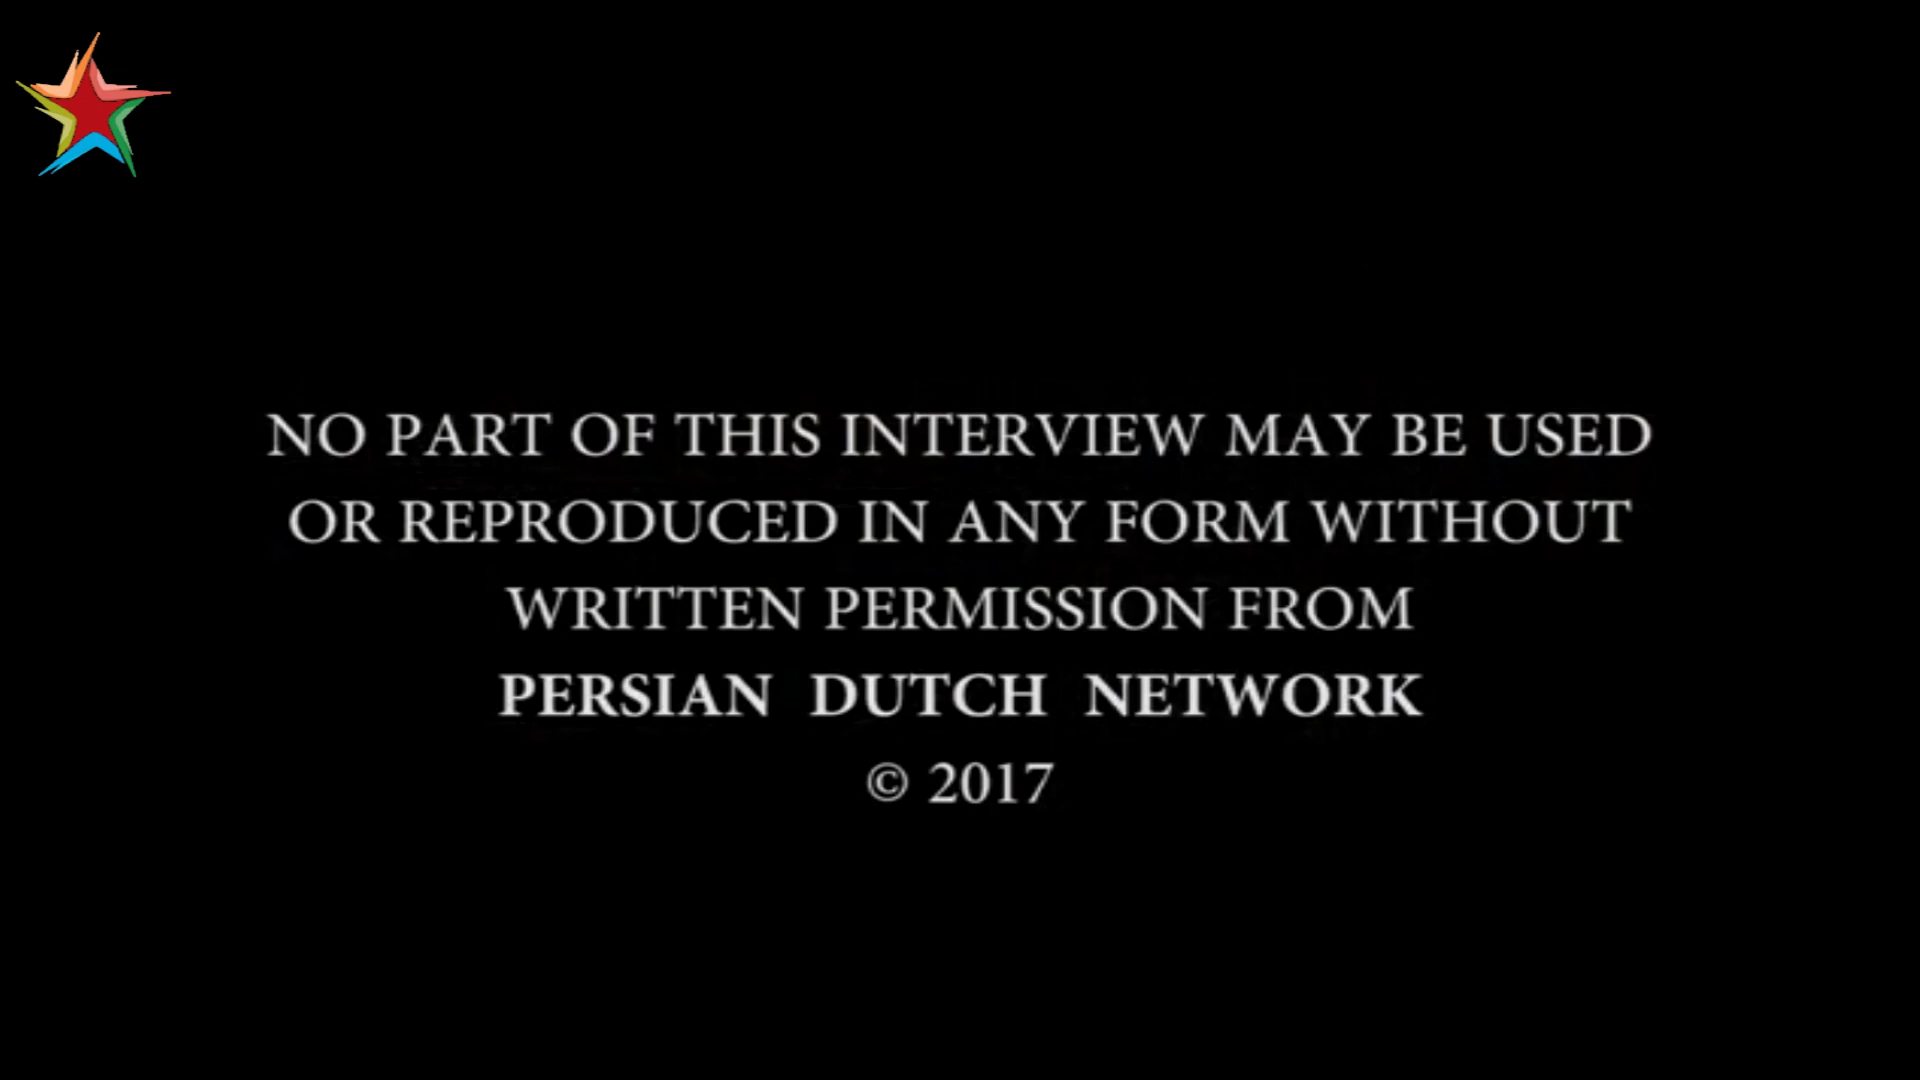 NO PART OF THIS INTERVIEW MAY BE USED
OR REPRODUCED IN ANY FORM WITHOUT
WRITTEN PERMISSION FROM
PERSIAN DUTCH NETWORK
© 2017